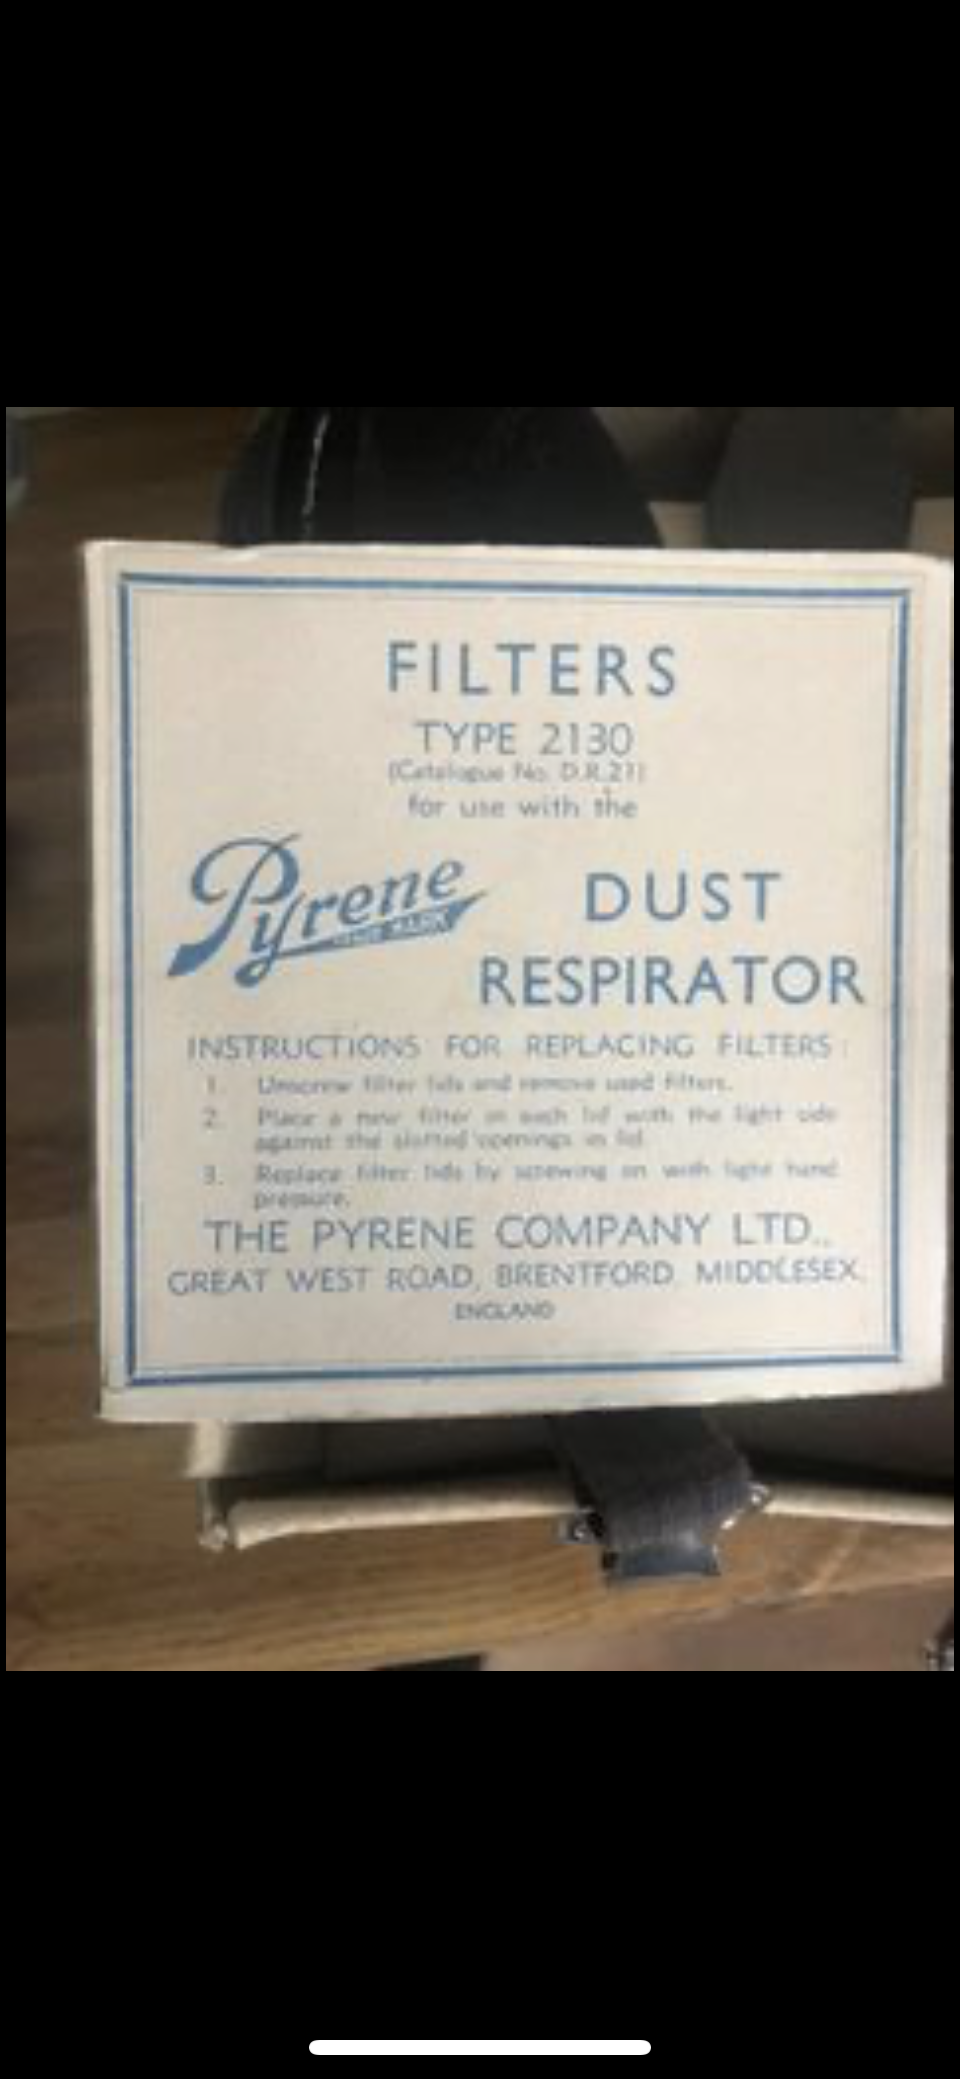 FILTERS
TYPE 2130
(Catalogue No. D.R.21)
for use with the
Pyrene
TRADE MARK
DUST
RESPIRATOR
INSTRUCTIONS FOR REPLACING FILTERS:
1. Unscrew filter lids and remove used filters.
2. Place a new filter in each lid with the light side
against the slotted openings in lid.
3. Replace filter lids by screwing on with light hand
pressure.
THE PYRENE COMPANY LTD.,
GREAT WEST ROAD, BRENTFORD, MIDDLESEX,
ENGLAND